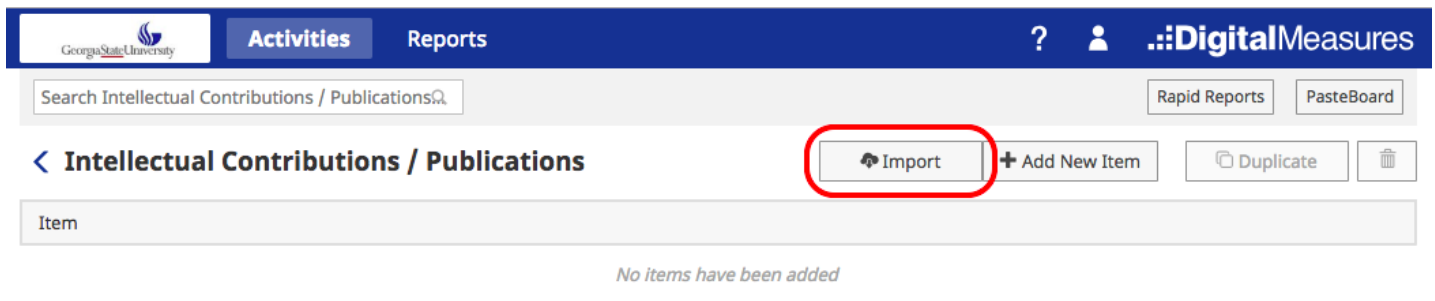 GeorgiaStateUniversity Activities Reports ? .::DigitalMeasures
Search Intellectual Contributions / Publications Rapid Reports PasteBoard
Intellectual Contributions / Publications Import + Add New Item Duplicate
Item
No items have been added